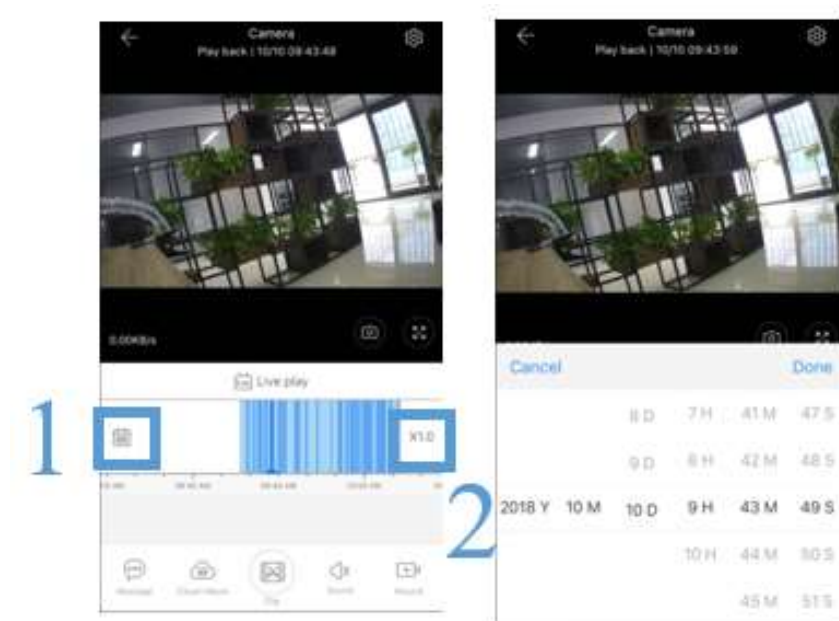 Camera
Play back | 10/10 09:43:48
0.00KB/s
Live play
1
X1.0
2
Camera
Play back | 10/10 09:43:59
Cancel
Done
8 D 7 H 41 M 47 S
9 D 8 H 42 M 48 S
2018 Y 10 M 10 D 9 H 43 M 49 S
10 H 44 M 50 S
45 M 51 S